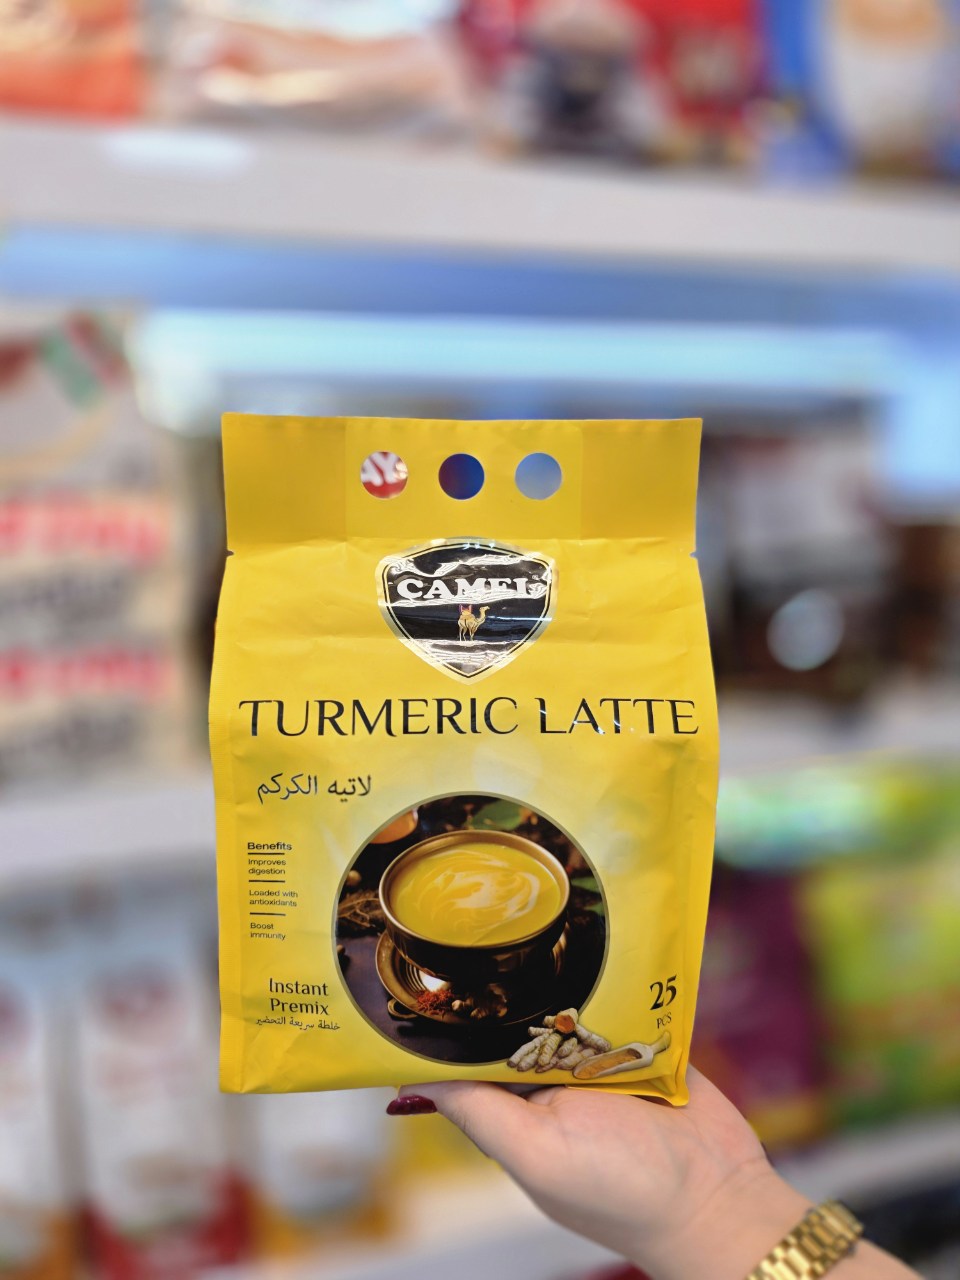 CAMEL
TURMERIC LATTE
لاتيه الكركم
Benefits
Improves
digestion
Loaded with
antioxidants
Boost
immunity
Instant
Premix
خلطة سريعة التحضير
25
PCS